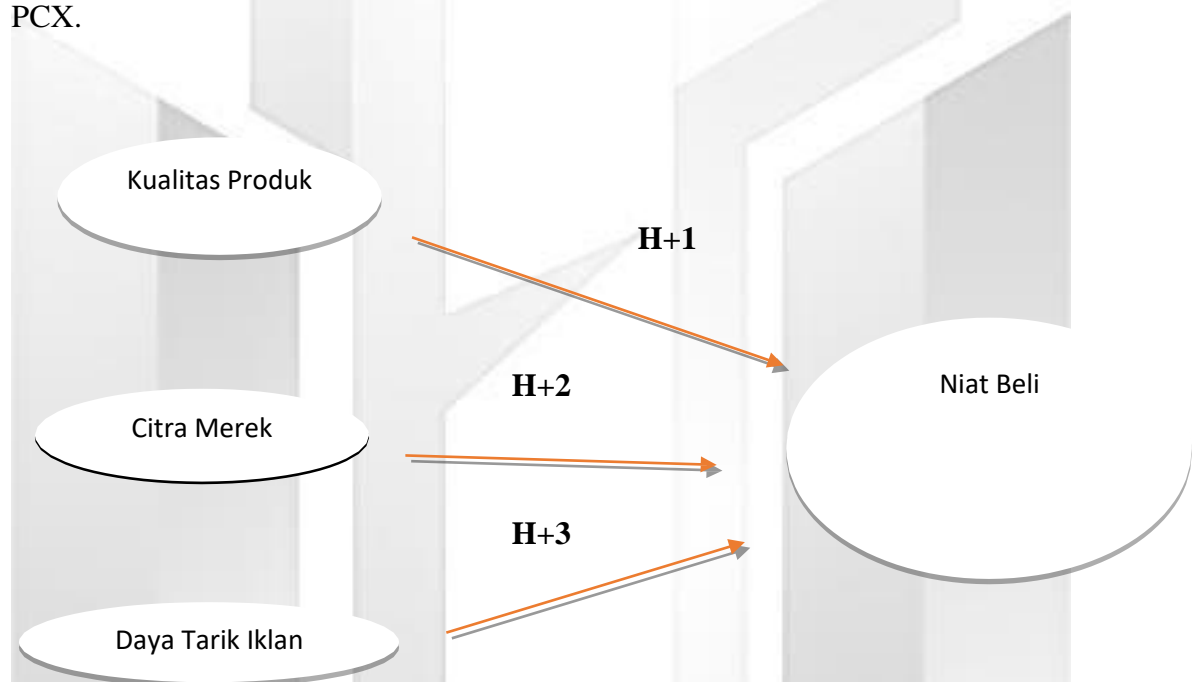 PCX.
Kualitas Produk
H+1
Niat Beli
H+2
Citra Merek
H+3
Daya Tarik Iklan